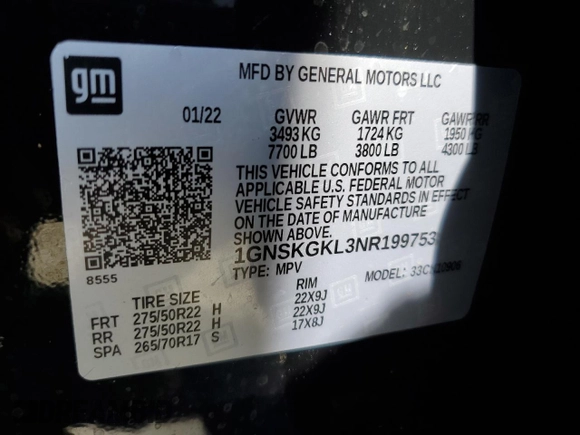 gm
MFD BY GENERAL MOTORS LLC
01/22 GVWR GAWR FRT GAWR RR
3493 KG 1724 KG 1950 KG
7700 LB 3800 LB 4300 LB
THIS VEHICLE CONFORMS TO ALL
APPLICABLE U.S. FEDERAL MOTOR
VEHICLE SAFETY STANDARDS IN EFFECT
ON THE DATE OF MANUFACTURE
SHOWN ABOVE.
1GNSKGKL3NR199753
8555 TYPE: MPV MODEL:
TIRE SIZE RIM
FRT 275/50R22 H 22X9J
RR 275/50R22 H 22X9J
SPA 265/70R17 S 17X8J